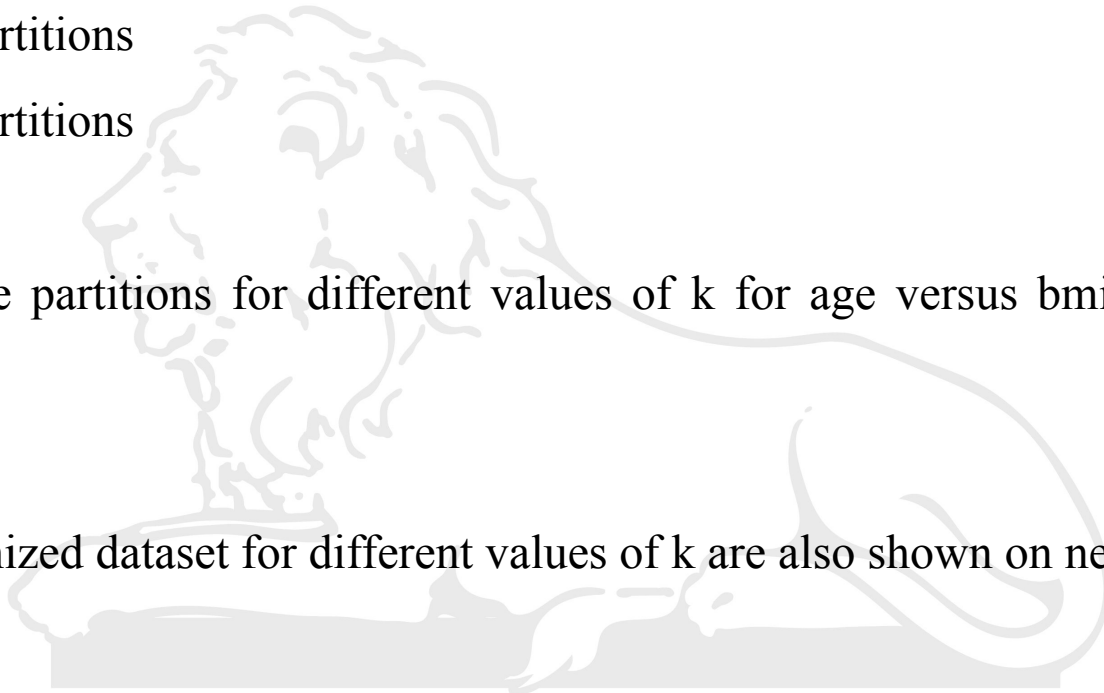 rtitions
rtitions
e partitions for different values of k for age versus bmi
nized dataset for different values of k are also shown on ne